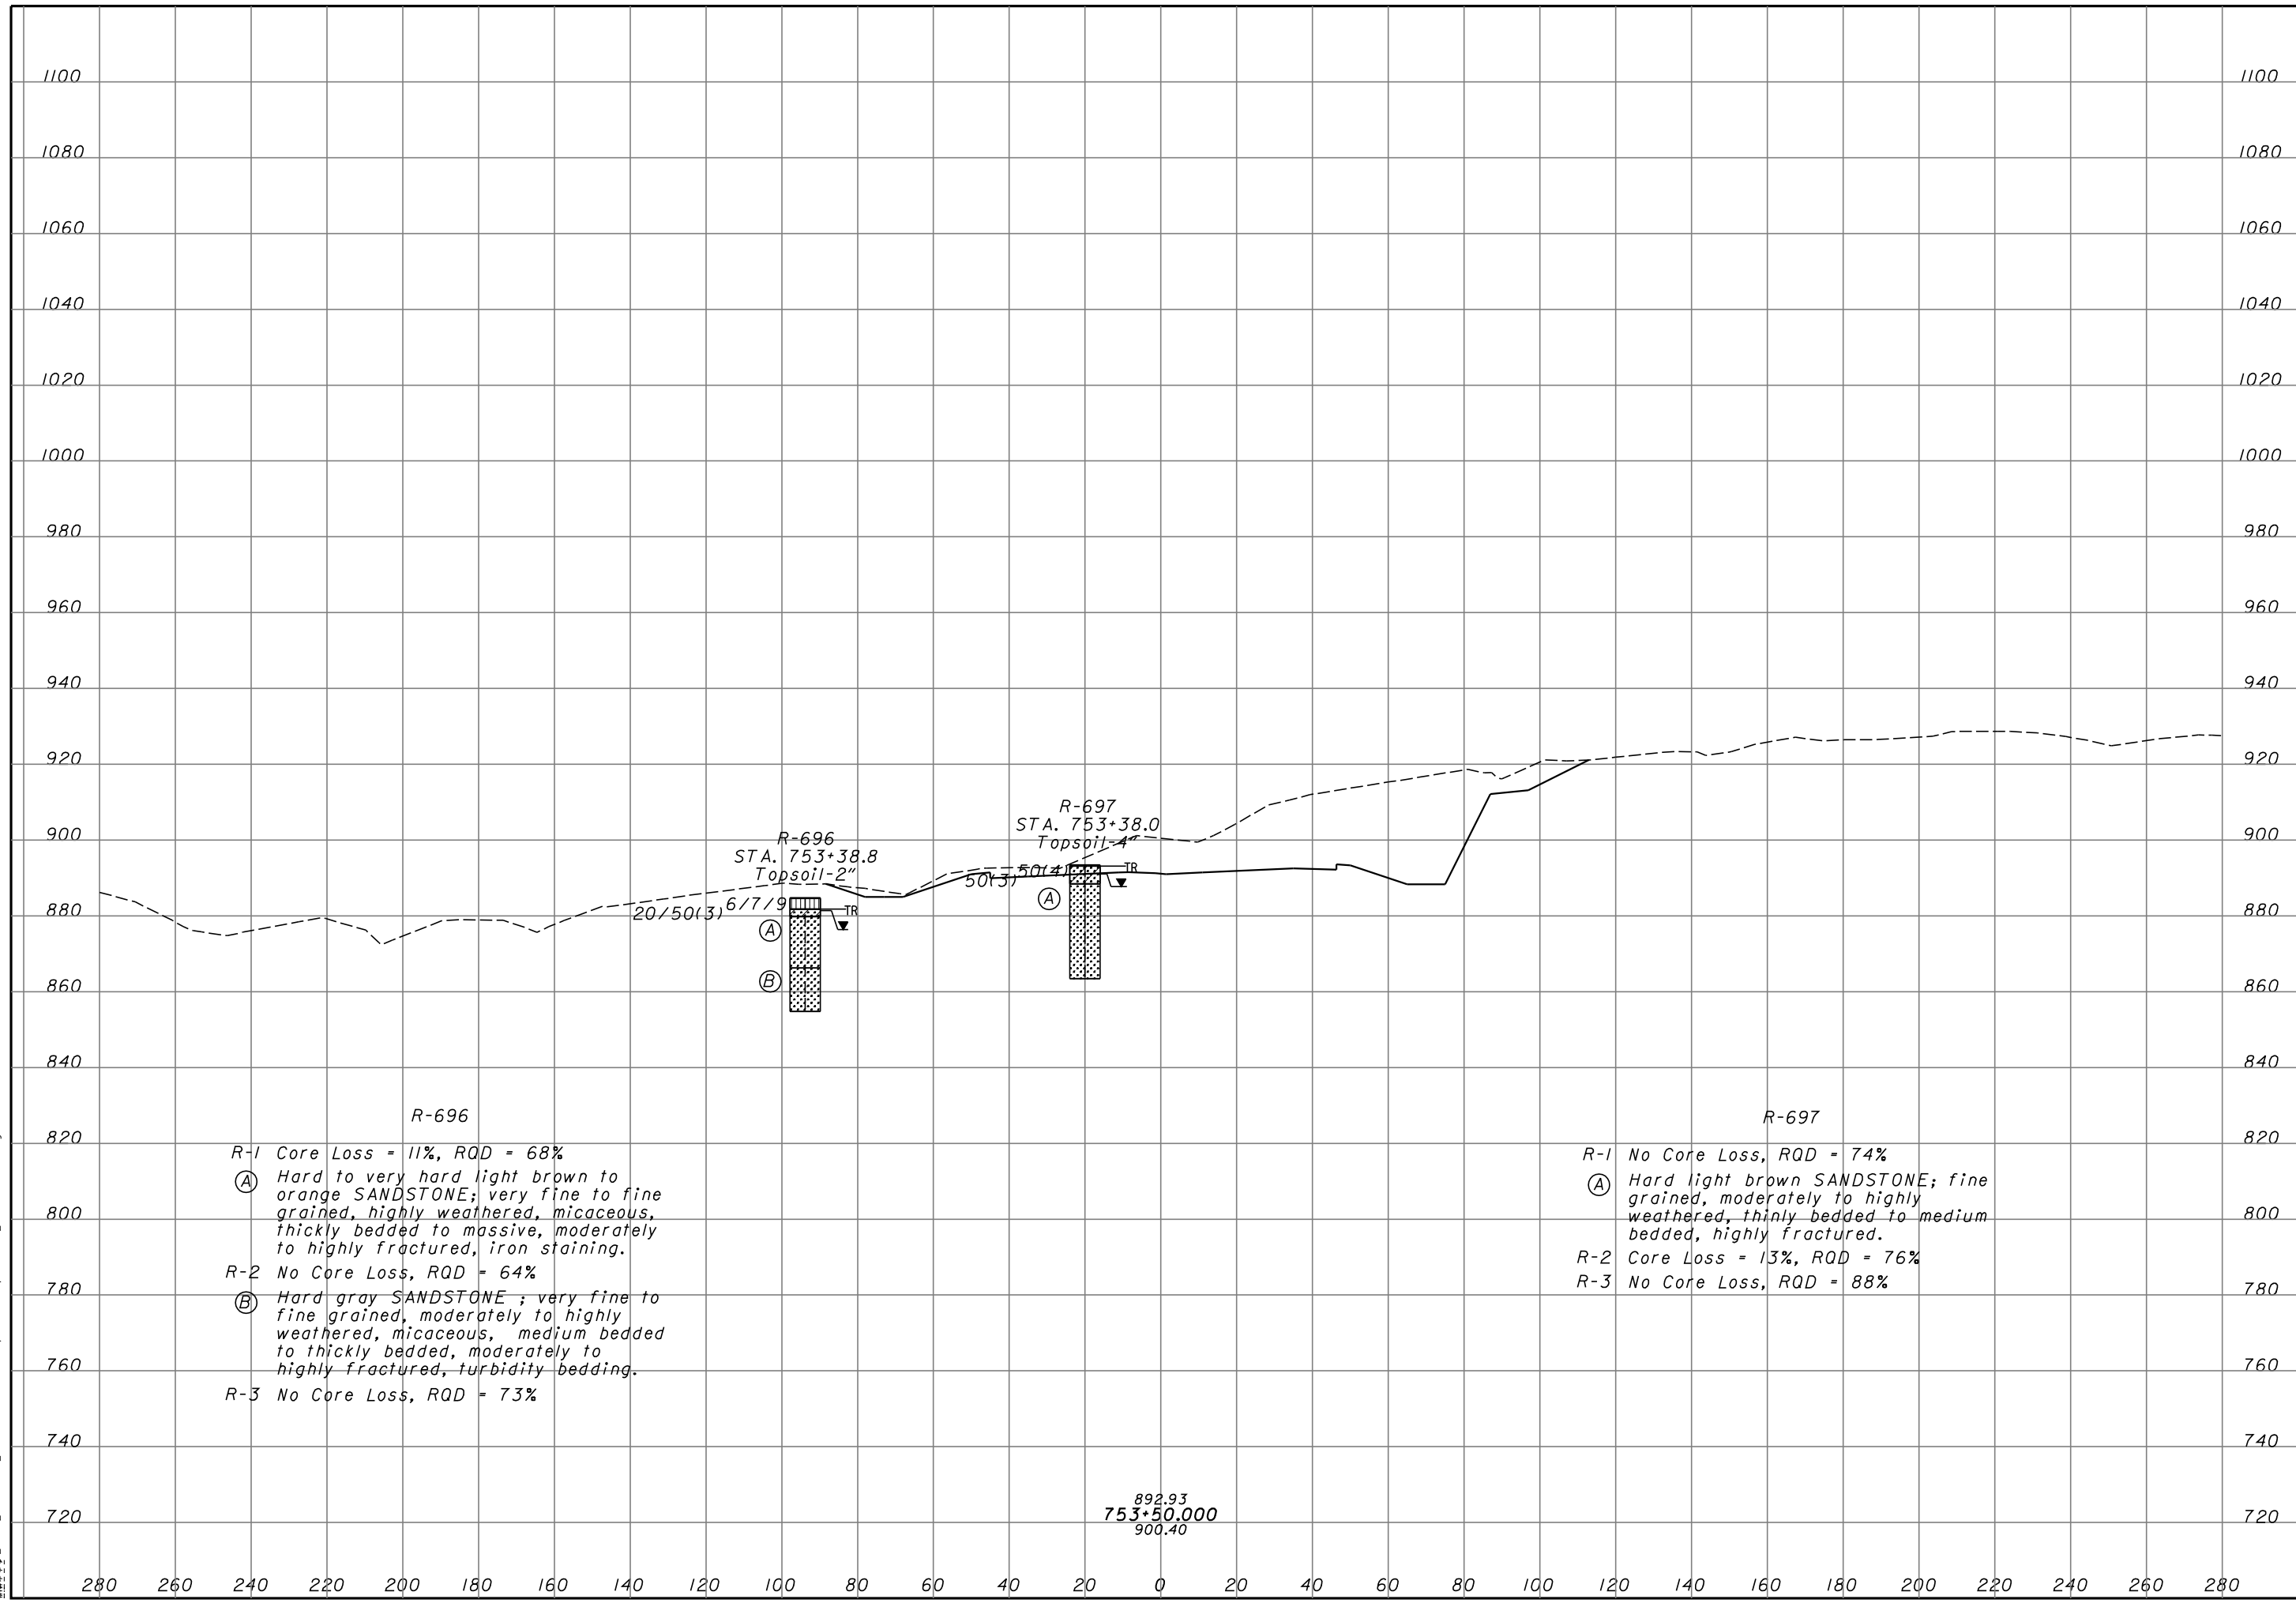 1100 1100
1080 1080
1060 1060
1040 1040
1020 1020
1000 1000
980 980
960 960
940 940
920 920
R-697
STA. 753+38.0
Topsoil-4"
900 900
R-696
STA. 753+38.8
Topsoil-2"
50(3) 50(4) TR
A
20/50(3) 6/7/9 TR
880 880
A
B
860 860
840 840
820 820
R-696
R-1 Core Loss = 11%, RQD = 68%
A Hard to very hard light brown to
orange SANDSTONE; very fine to fine
grained, highly weathered, micaceous,
thickly bedded to massive, moderately
to highly fractured, iron staining.
R-2 No Core Loss, RQD = 64%
B Hard gray SANDSTONE ; very fine to
fine grained, moderately to highly
weathered, micaceous, medium bedded
to thickly bedded, moderately to
highly fractured, turbidity bedding.
R-3 No Core Loss, RQD = 73%
R-697
R-1 No Core Loss, RQD = 74%
A Hard light brown SANDSTONE; fine
grained, moderately to highly
weathered, thinly bedded to medium
bedded, highly fractured.
R-2 Core Loss = 13%, RQD = 76%
R-3 No Core Loss, RQD = 88%
800 800
780 780
760 760
740 740
720 720
892.93
753+50.000
900.40
280 260 240 220 200 180 160 140 120 100 80 60 40 20 0 20 40 60 80 100 120 140 160 180 200 220 240 260 280